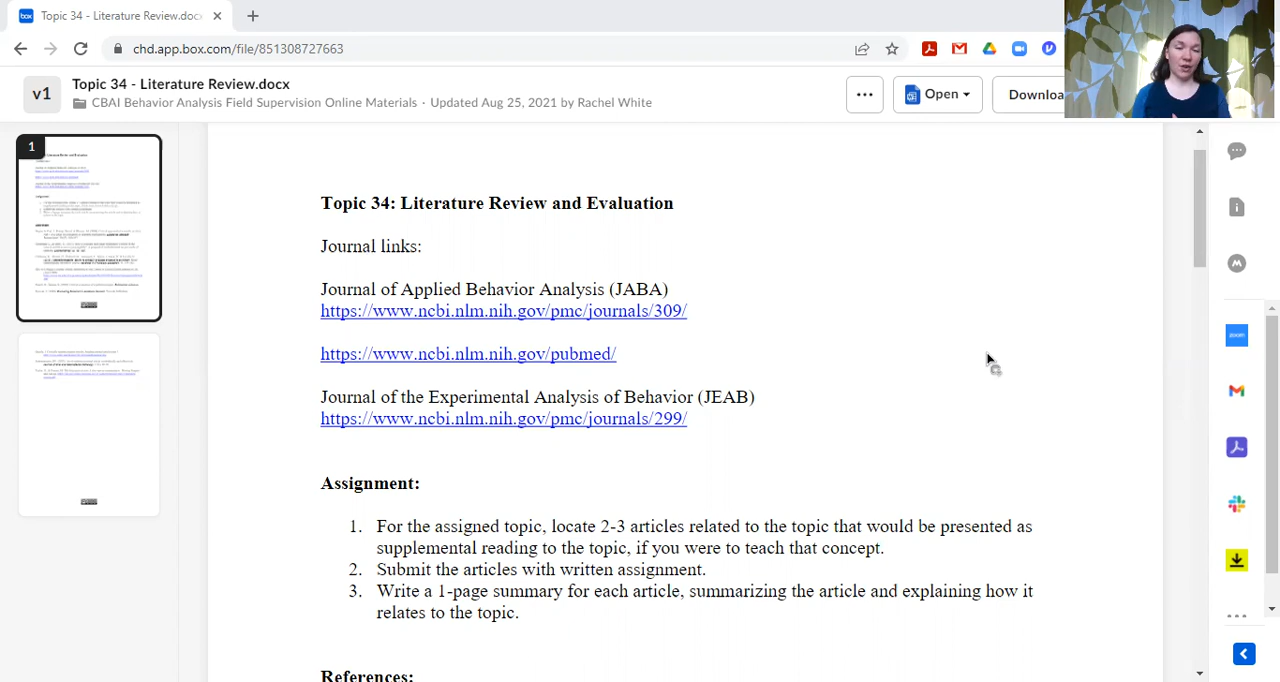 Topic 34 - Literature Review.docx
chd.app.box.com/file/851308727663
v1
Topic 34 - Literature Review.docx
CBAI Behavior Analysis Field Supervision Online Materials · Updated Aug 25, 2021 by Rachel White
Open
Downloa
1
Topic 34: Literature Review and Evaluation
Journal links:
Journal of Applied Behavior Analysis (JABA)
https://www.ncbi.nlm.nih.gov/pmc/journals/309/
https://www.ncbi.nlm.nih.gov/pubmed/
Journal of the Experimental Analysis of Behavior (JEAB)
https://www.ncbi.nlm.nih.gov/pmc/journals/299/
Assignment:
1. For the assigned topic, locate 2-3 articles related to the topic that would be presented as
supplemental reading to the topic, if you were to teach that concept.
2. Submit the articles with written assignment.
3. Write a 1-page summary for each article, summarizing the article and explaining how it
relates to the topic.
References:
box
zoom